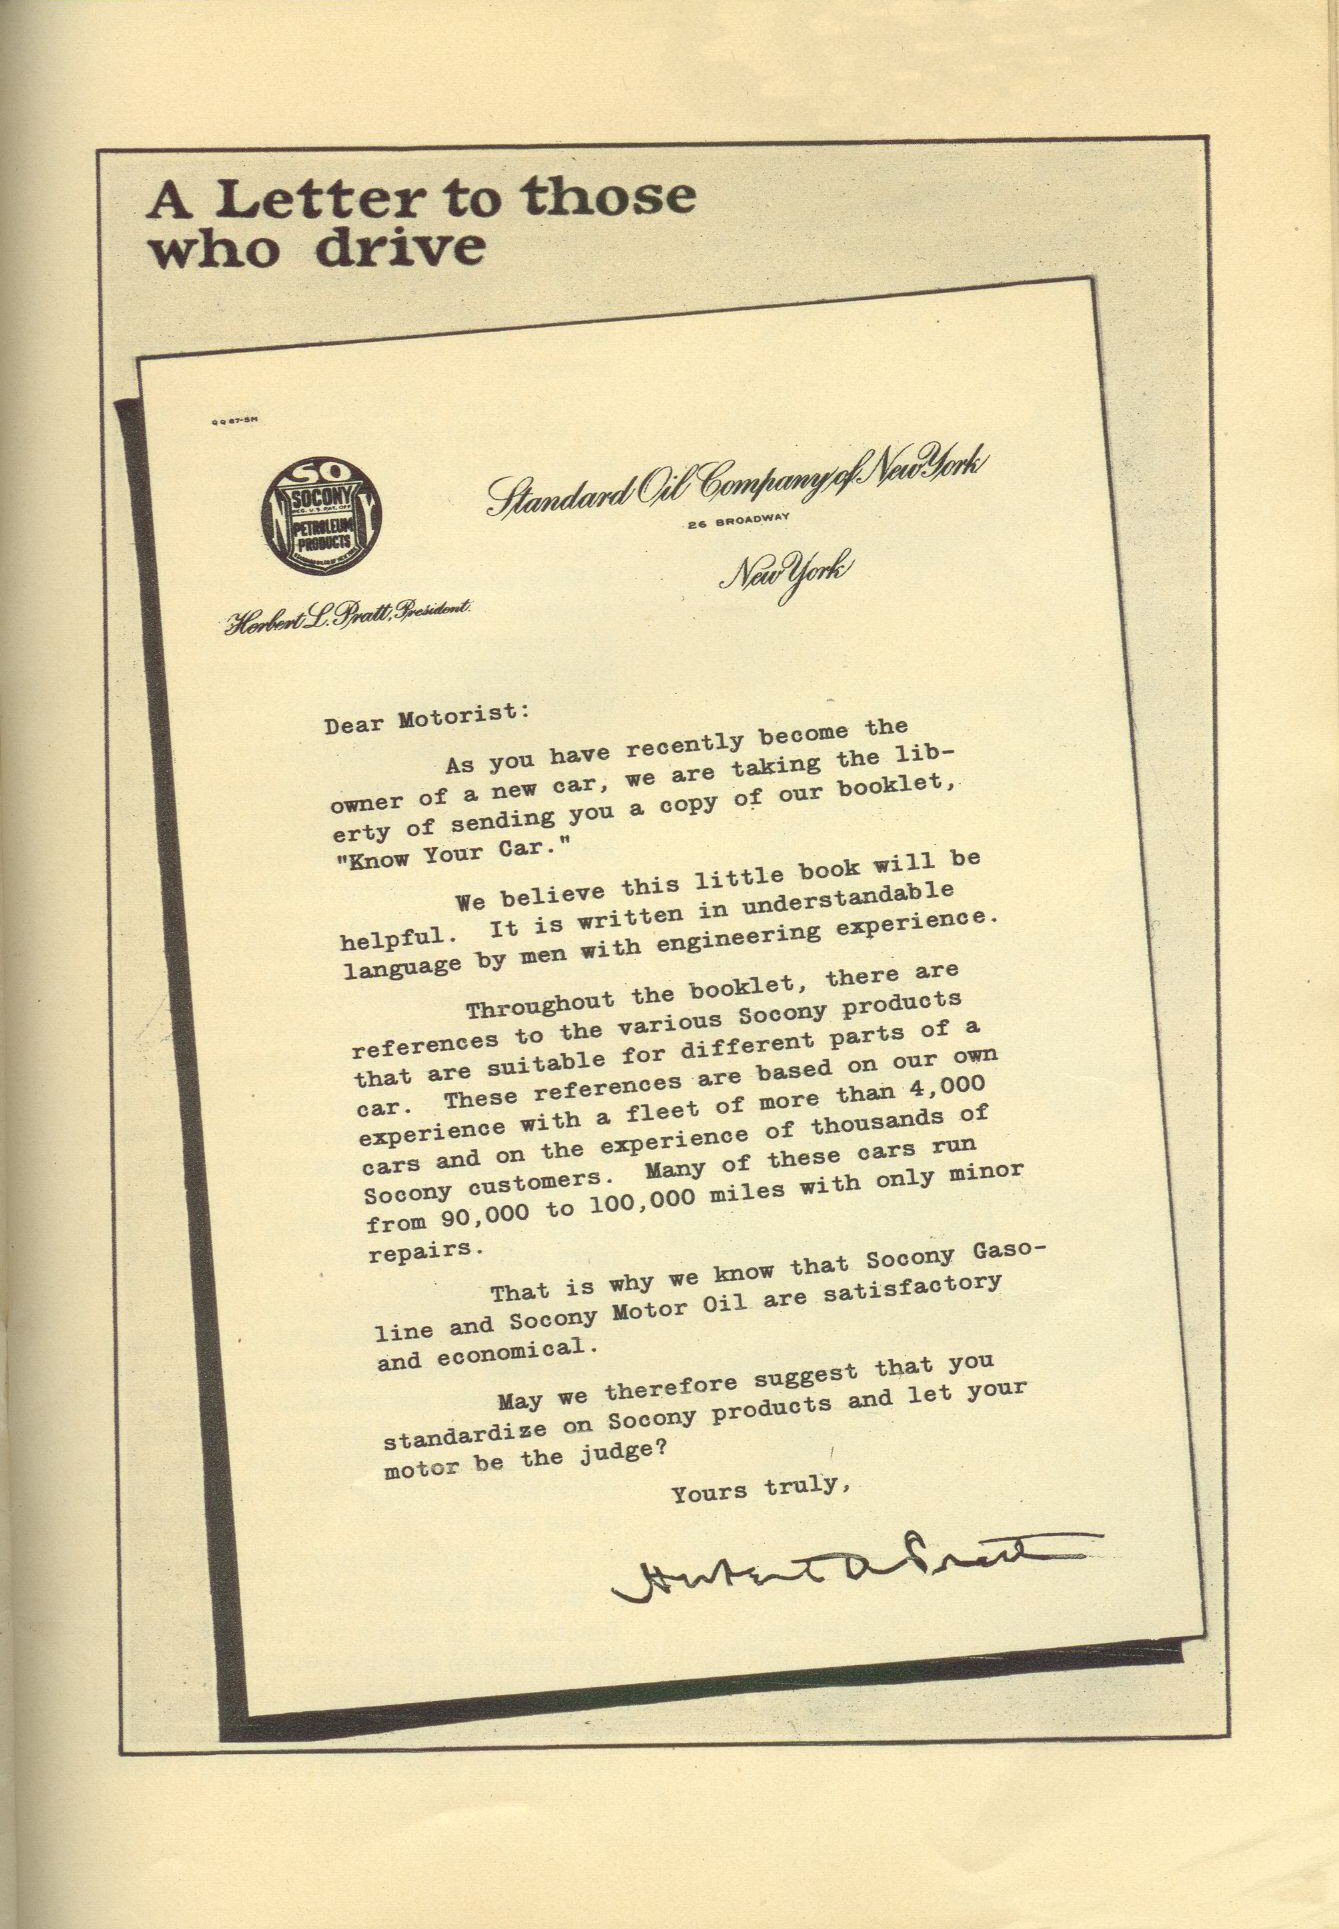 A Letter to those
who drive
QQ 67-5M
SO
SOCONY
REG. U.S. PAT. OFF.
PETROLEUM
PRODUCTS
Standard Oil Company of New York
26 BROADWAY
New York
Herbert L. Pratt, President.
Dear Motorist:
As you have recently become the
owner of a new car, we are taking the lib-
erty of sending you a copy of our booklet,
"Know Your Car."
We believe this little book will be
helpful. It is written in understandable
language by men with engineering experience.
Throughout the booklet, there are
references to the various Socony products
that are suitable for different parts of a
car. These references are based on our own
experience with a fleet of more than 4,000
cars and on the experience of thousands of
Socony customers. Many of these cars run
from 90,000 to 100,000 miles with only minor
repairs.
That is why we know that Socony Gaso-
line and Socony Motor Oil are satisfactory
and economical.
May we therefore suggest that you
standardize on Socony products and let your
motor be the judge?
Yours truly,
Herbert L Pratt